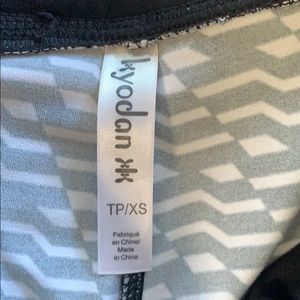 kyodan
TP/XS
Fabriqué
en Chine/
Made
in China